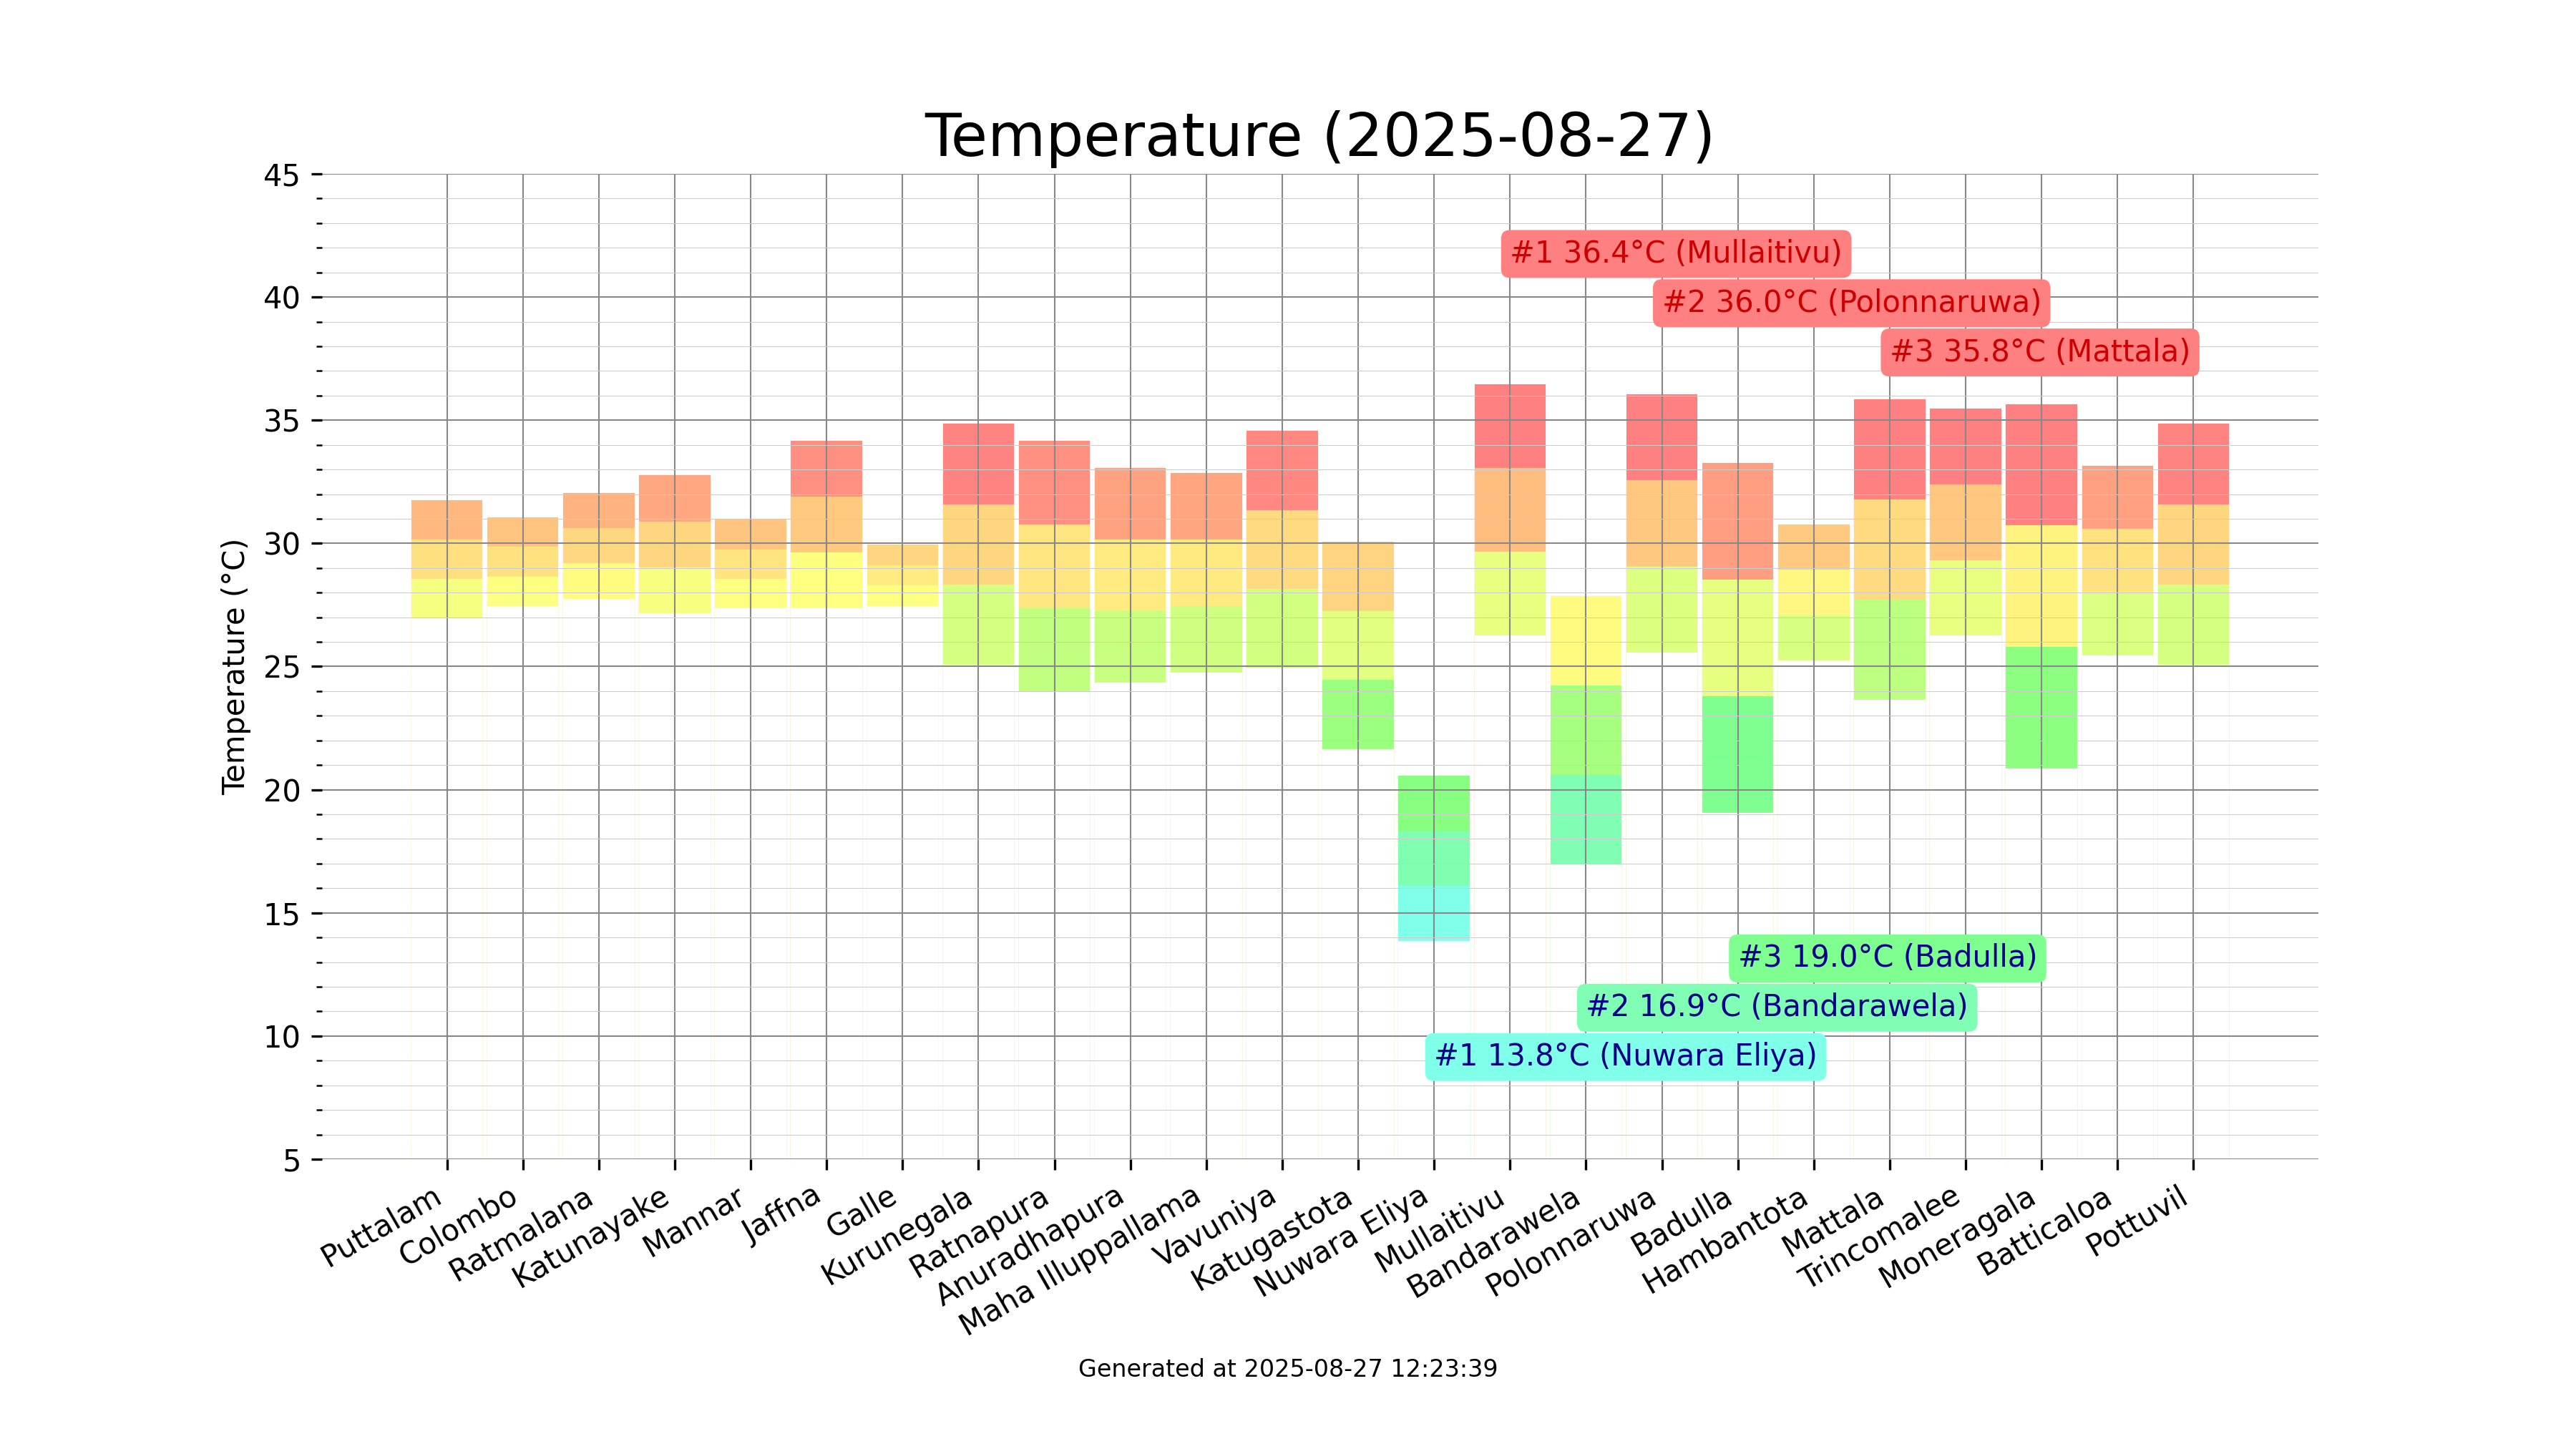 Temperature (2025-08-27)
45
40
35
30
25
20
15
10
5
Temperature (°C)
#1 36.4°C (Mullaitivu)
#2 36.0°C (Polonnaruwa)
#3 35.8°C (Mattala)
#3 19.0°C (Badulla)
#2 16.9°C (Bandarawela)
#1 13.8°C (Nuwara Eliya)
Puttalam
Colombo
Ratmalana
Katunayake
Mannar
Jaffna
Galle
Kurunegala
Ratnapura
Anuradhapura
Maha Illuppallama
Vavuniya
Katugastota
Nuwara Eliya
Mullaitivu
Bandarawela
Polonnaruwa
Badulla
Hambantota
Mattala
Trincomalee
Moneragala
Batticaloa
Pottuvil
Generated at 2025-08-27 12:23:39